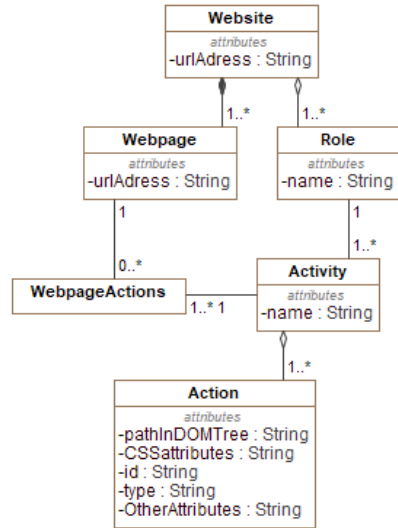 Website
attributes
-urlAdress : String
1..*
1..*
Webpage
attributes
-urlAdress : String
Role
attributes
-name : String
1
1
0..*
1..*
WebpageActions
1..* 1
Activity
attributes
-name : String
1..*
Action
attributes
-pathInDOMTree : String
-CSSattributes : String
-id : String
-type : String
-OtherAttributes : String